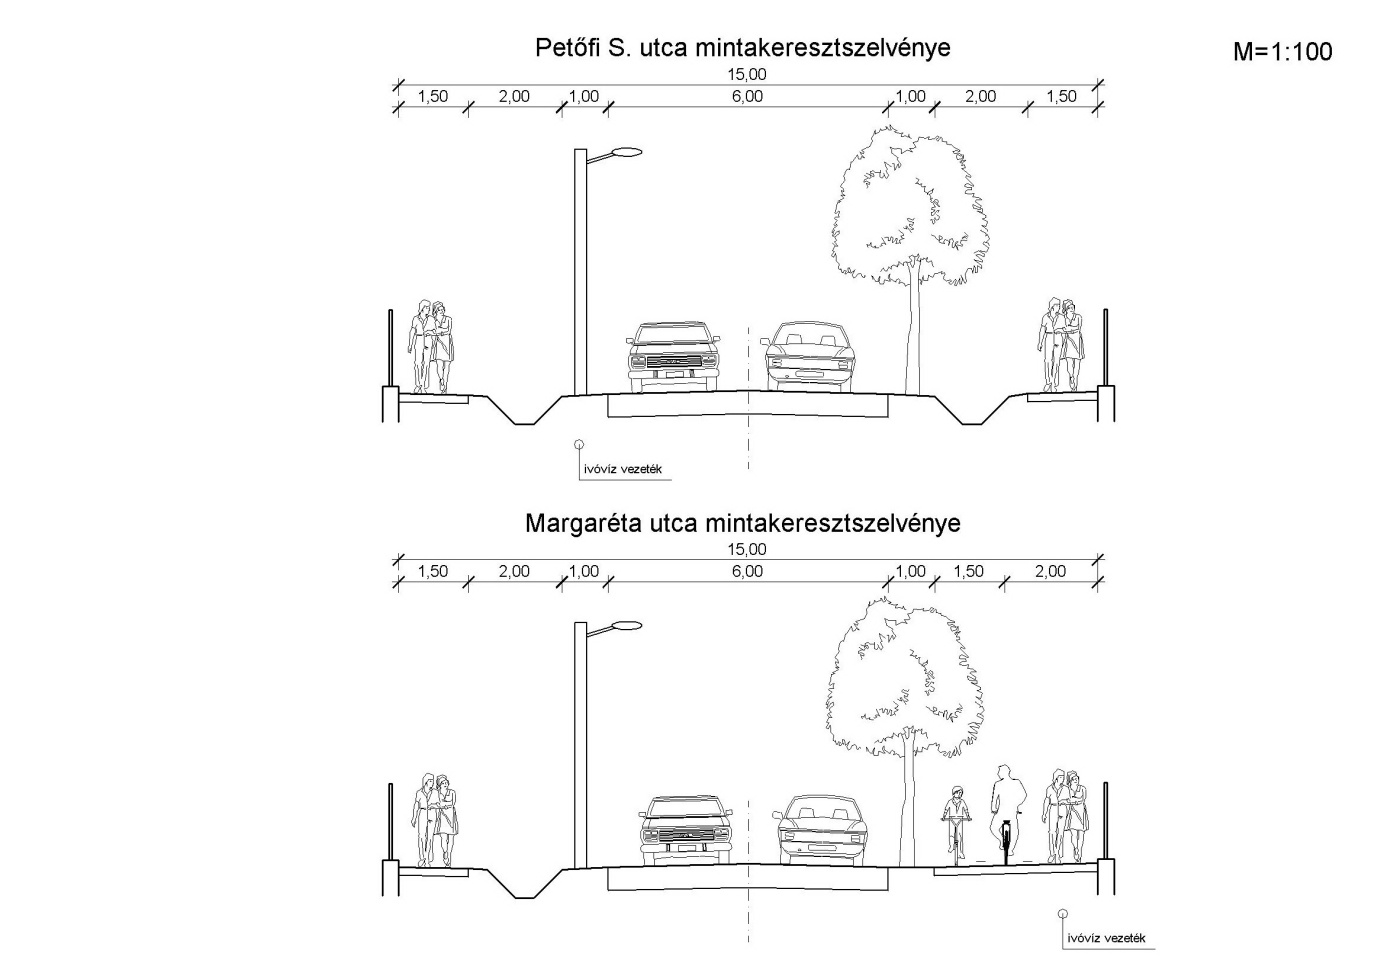 Petőfi S. utca mintakeresztszelvénye
M=1:100
15,00
1,50 2,00 1,00 6,00 1,00 2,00 1,50
ivóvíz vezeték
Margaréta utca mintakeresztszelvénye
15,00
1,50 2,00 1,00 6,00 1,00 1,50 2,00
ivóvíz vezeték